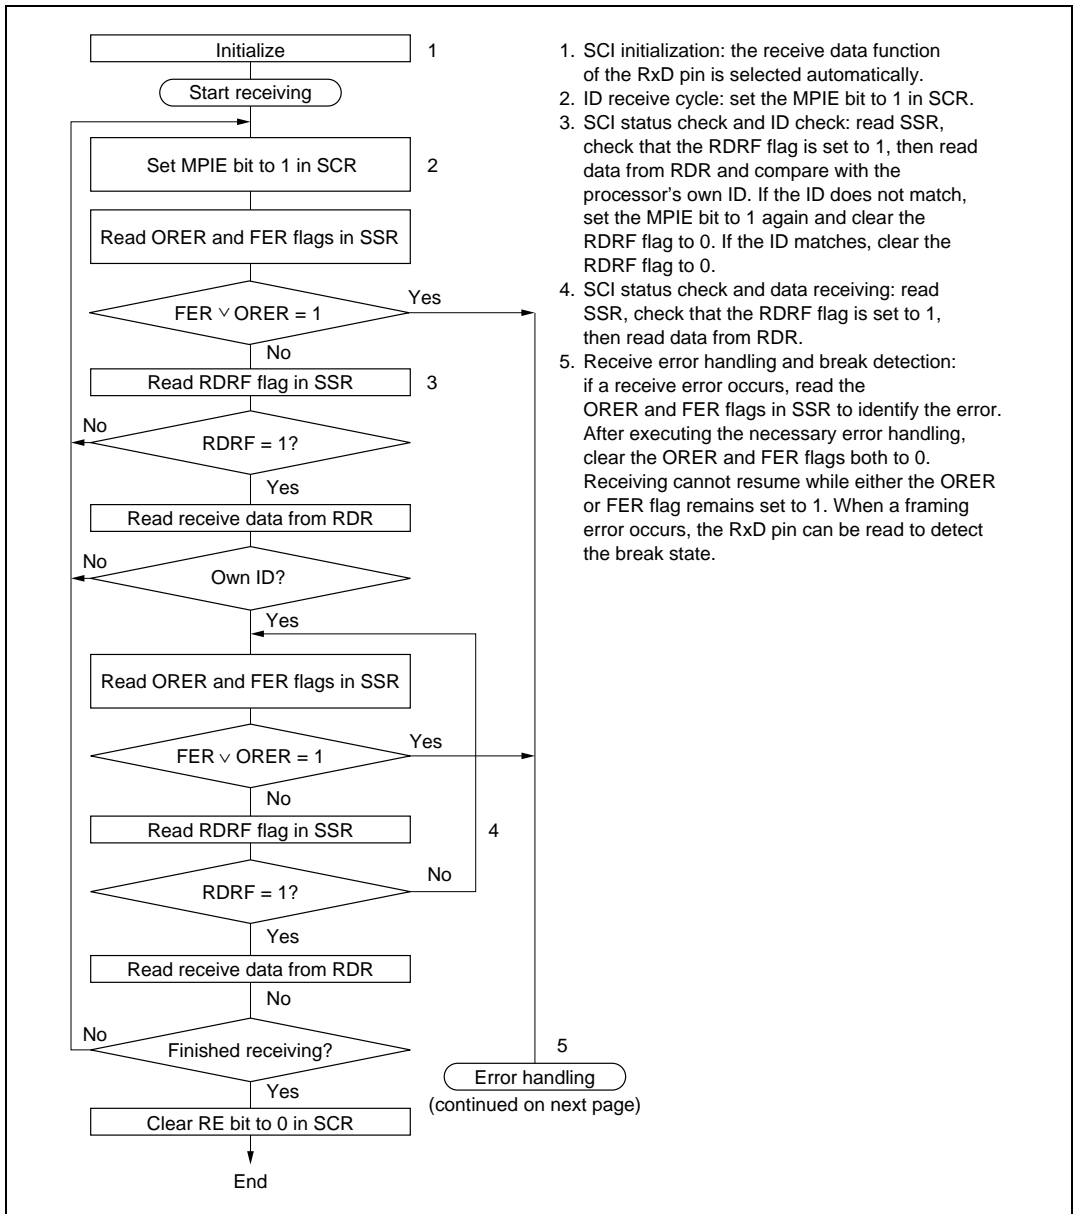 Initialize
1
Start receiving
Set MPIE bit to 1 in SCR
2
Read ORER and FER flags in SSR
FER ∨ ORER = 1
Yes
No
Read RDRF flag in SSR
3
No
RDRF = 1?
Yes
Read receive data from RDR
No
Own ID?
Yes
Read ORER and FER flags in SSR
FER ∨ ORER = 1
Yes
No
Read RDRF flag in SSR
4
RDRF = 1?
No
Yes
Read receive data from RDR
No
No
Finished receiving?
Yes
Clear RE bit to 0 in SCR
End
5
Error handling
(continued on next page)
1. SCI initialization: the receive data function
of the RxD pin is selected automatically.
2. ID receive cycle: set the MPIE bit to 1 in SCR.
3. SCI status check and ID check: read SSR,
check that the RDRF flag is set to 1, then read
data from RDR and compare with the
processor's own ID. If the ID does not match,
set the MPIE bit to 1 again and clear the
RDRF flag to 0. If the ID matches, clear the
RDRF flag to 0.
4. SCI status check and data receiving: read
SSR, check that the RDRF flag is set to 1,
then read data from RDR.
5. Receive error handling and break detection:
if a receive error occurs, read the
ORER and FER flags in SSR to identify the error.
After executing the necessary error handling,
clear the ORER and FER flags both to 0.
Receiving cannot resume while either the ORER
or FER flag remains set to 1. When a framing
error occurs, the RxD pin can be read to detect
the break state.